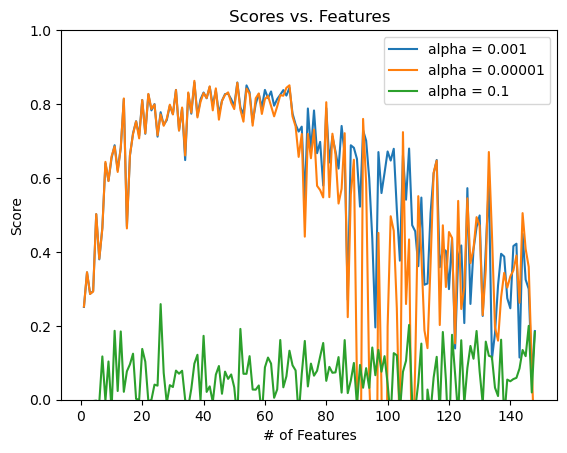 Scores vs. Features
alpha = 0.001
alpha = 0.00001
alpha = 0.1
Score
1.0
0.8
0.6
0.4
0.2
0.0
0 20 40 60 80 100 120 140
# of Features